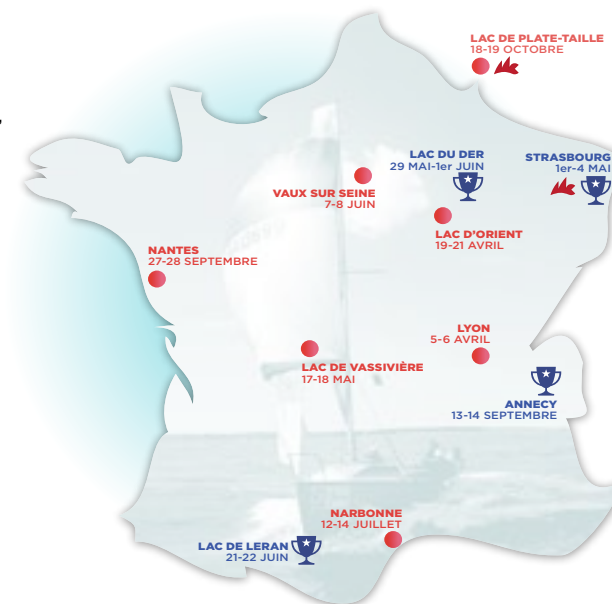 LAC DE PLATE-TAILLE
18-19 OCTOBRE
LAC DU DER
29 MAI-1er JUIN
STRASBOURG
1er-4 MAI
VAUX SUR SEINE
7-8 JUIN
LAC D'ORIENT
19-21 AVRIL
NANTES
27-28 SEPTEMBRE
LYON
5-6 AVRIL
LAC DE VASSIVIÈRE
17-18 MAI
ANNECY
13-14 SEPTEMBRE
NARBONNE
12-14 JUILLET
LAC DE LERAN
21-22 JUIN